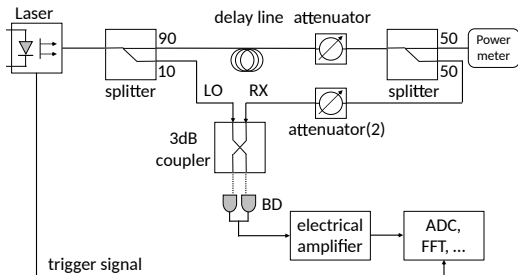 Laser
delay line
attenuator
90
10
splitter
50
50
splitter
Power
meter
LO
RX
attenuator(2)
3dB
coupler
BD
electrical
amplifier
ADC,
FFT, ...
trigger signal